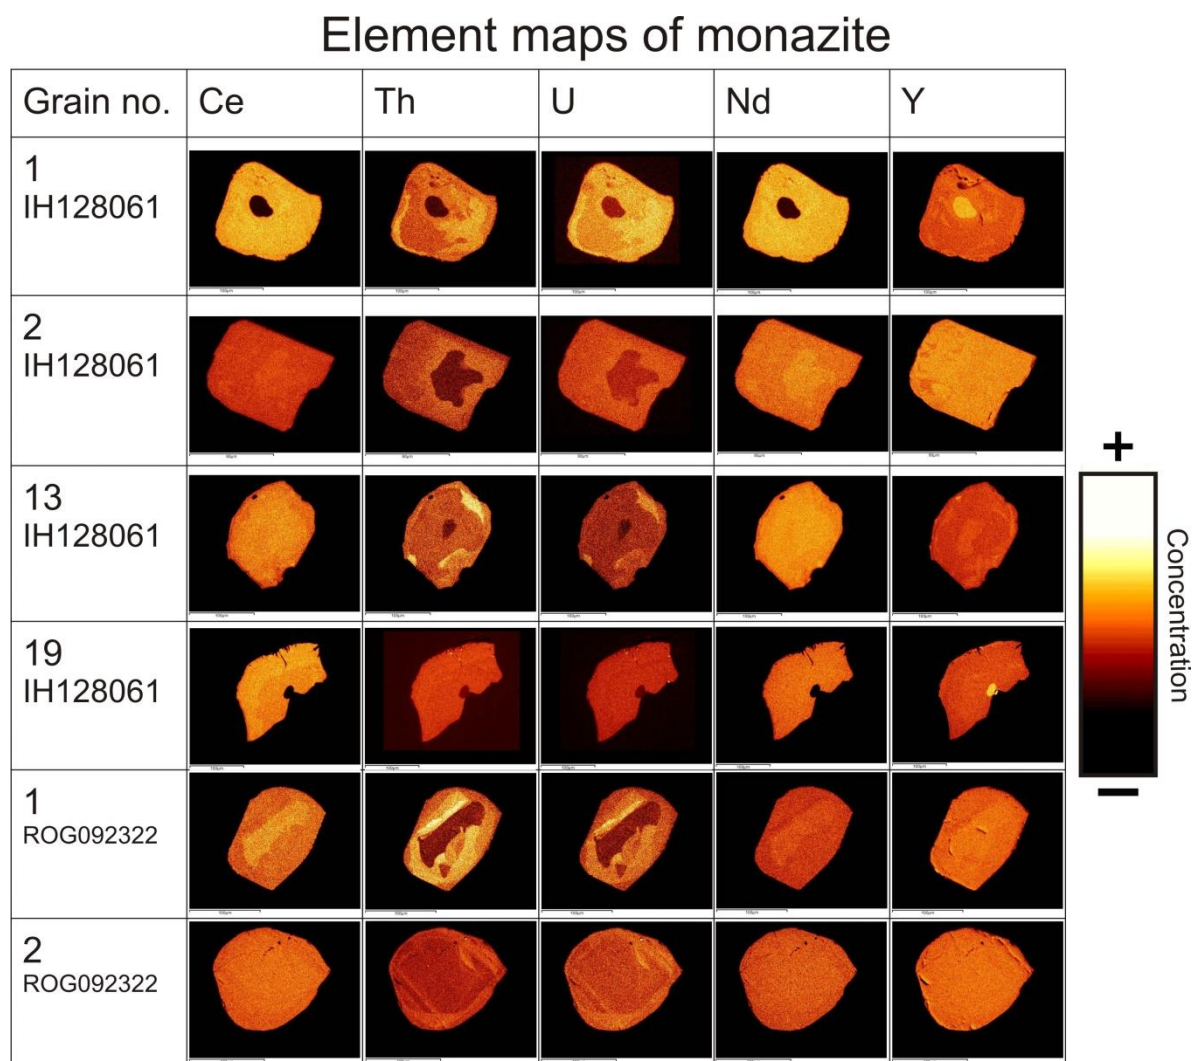 Element maps of monazite
Grain no. Ce Th U Nd Y
1
IH128061
2
IH128061
13
IH128061
19
IH128061
1
ROG092322
2
ROG092322
+
Concentration
−